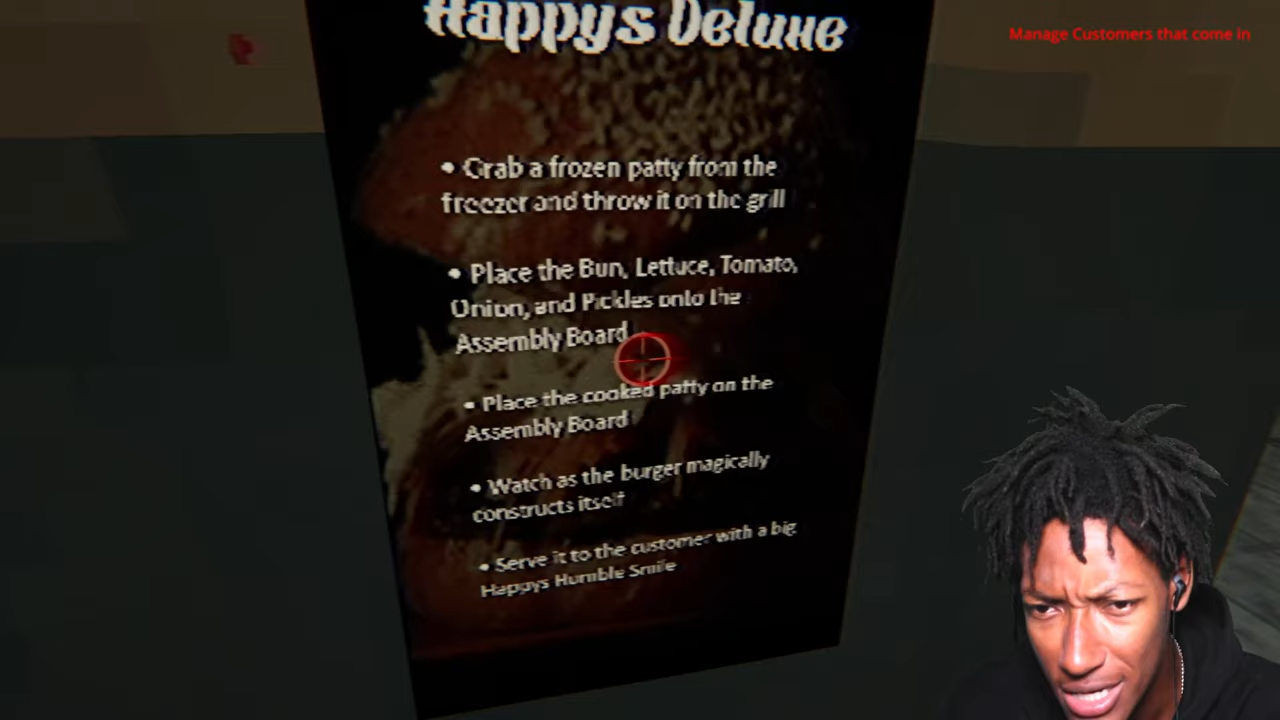 Happys Deluxe
Manage Customers that come in
• Grab a frozen patty from the
freezer and throw it on the grill
• Place the Bun, Lettuce, Tomato,
Onion, and Pickles onto the
Assembly Board
• Place the cooked patty on the
Assembly Board
• Watch as the burger magically
constructs itself
• Serve it to the customer with a big
Happys Humble Smile